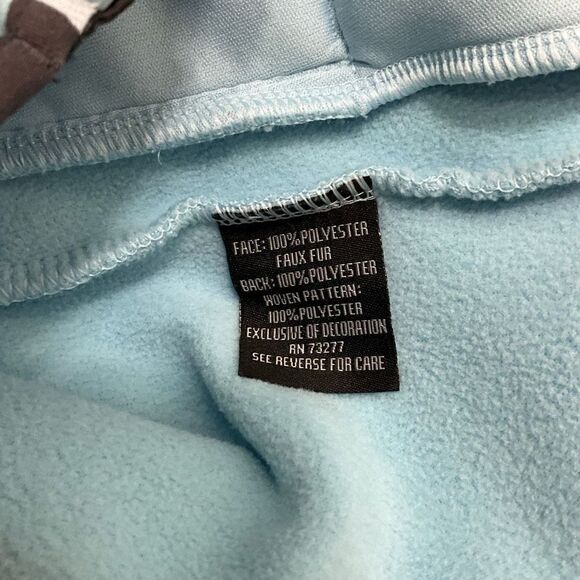 FACE: 100%POLYESTER
FAUX FUR
BACK: 100%POLYESTER
WOVEN PATTERN:
100%POLYESTER
EXCLUSIVE OF DECORATION
RN 73277
SEE REVERSE FOR CARE